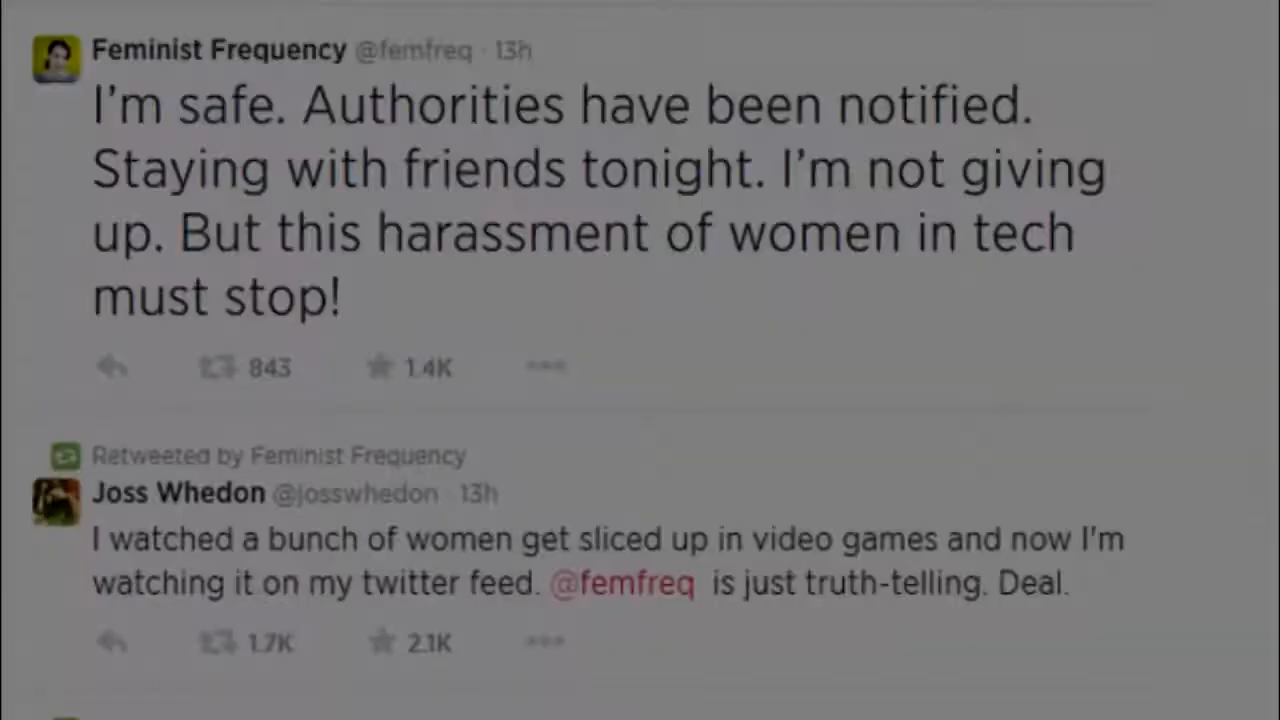 Feminist Frequency @femfreq · 13h
I'm safe. Authorities have been notified.
Staying with friends tonight. I'm not giving
up. But this harassment of women in tech
must stop!
843 1.4K
Retweeted by Feminist Frequency
Joss Whedon @josswhedon · 13h
I watched a bunch of women get sliced up in video games and now I'm
watching it on my twitter feed. @femfreq is just truth-telling. Deal.
1.7K 2.1K